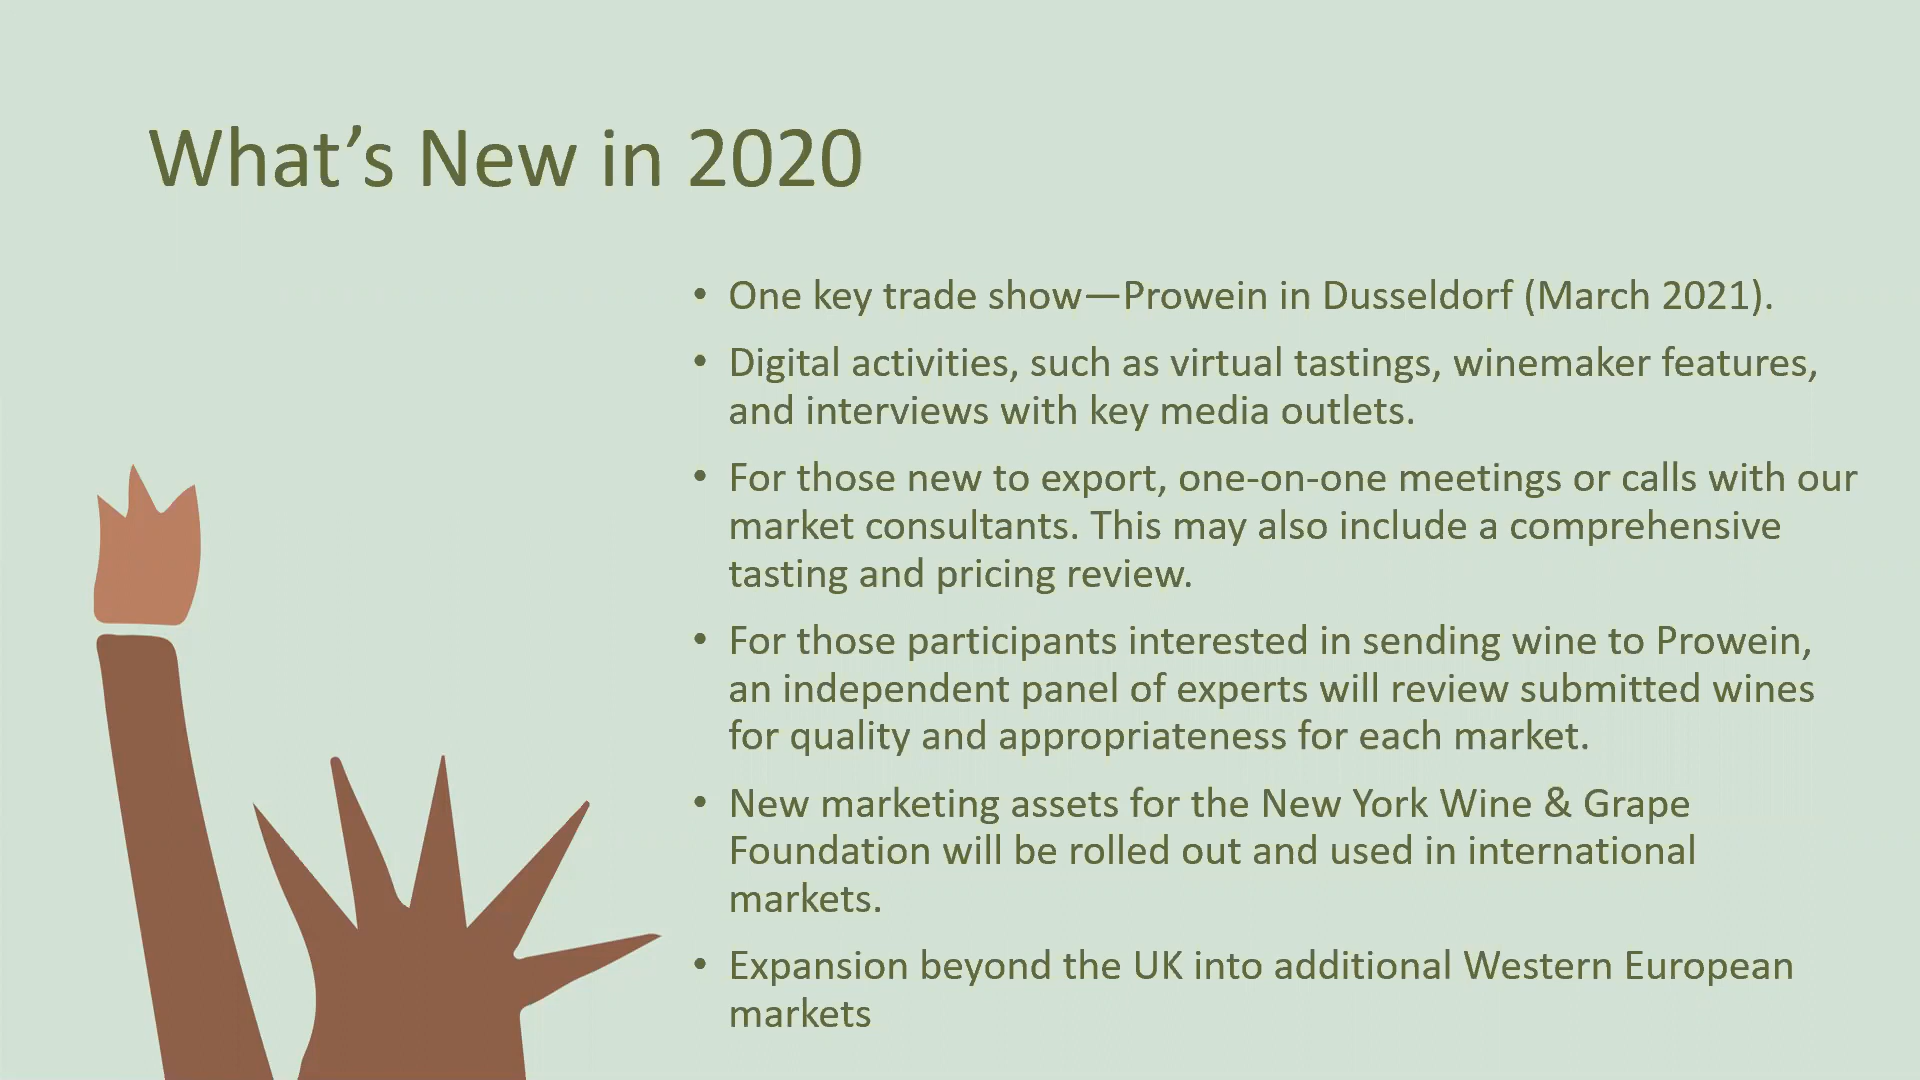 What’s New in 2020
• One key trade show—Prowein in Dusseldorf (March 2021).
• Digital activities, such as virtual tastings, winemaker features,
and interviews with key media outlets.
• For those new to export, one-on-one meetings or calls with our
market consultants. This may also include a comprehensive
tasting and pricing review.
• For those participants interested in sending wine to Prowein,
an independent panel of experts will review submitted wines
for quality and appropriateness for each market.
• New marketing assets for the New York Wine & Grape
Foundation will be rolled out and used in international
markets.
• Expansion beyond the UK into additional Western European
markets